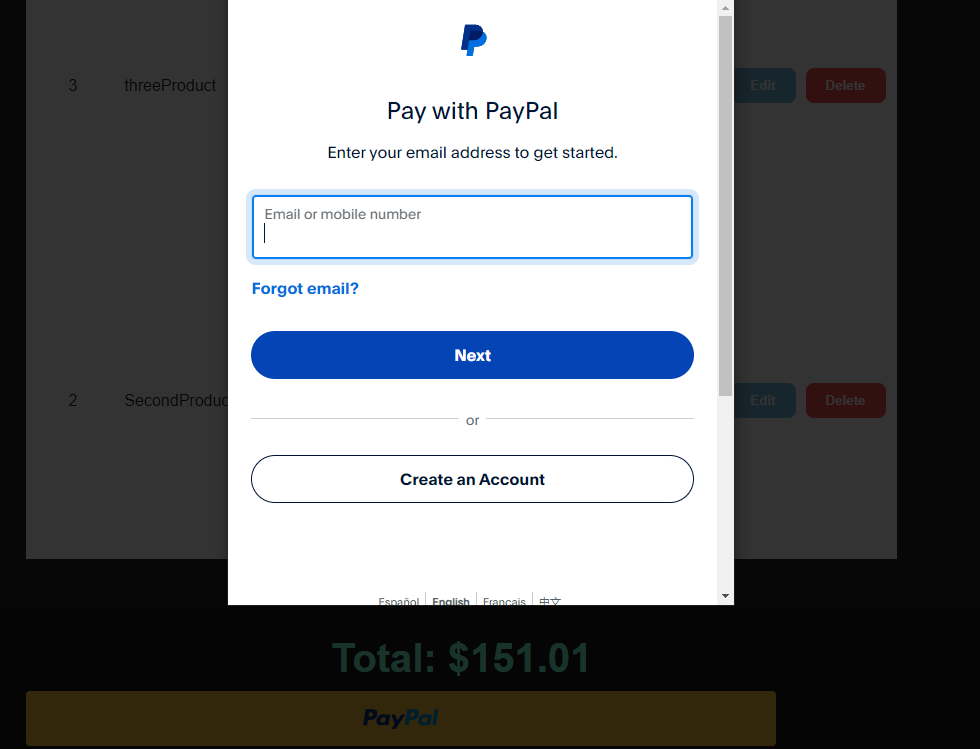 Pay with PayPal
Enter your email address to get started.
3 threeProduct Edit Delete
Email or mobile number
Forgot email?
Next
2 SecondProduc Edit Delete
or
Create an Account
Español English Français 中文
Total: $151.01
PayPal